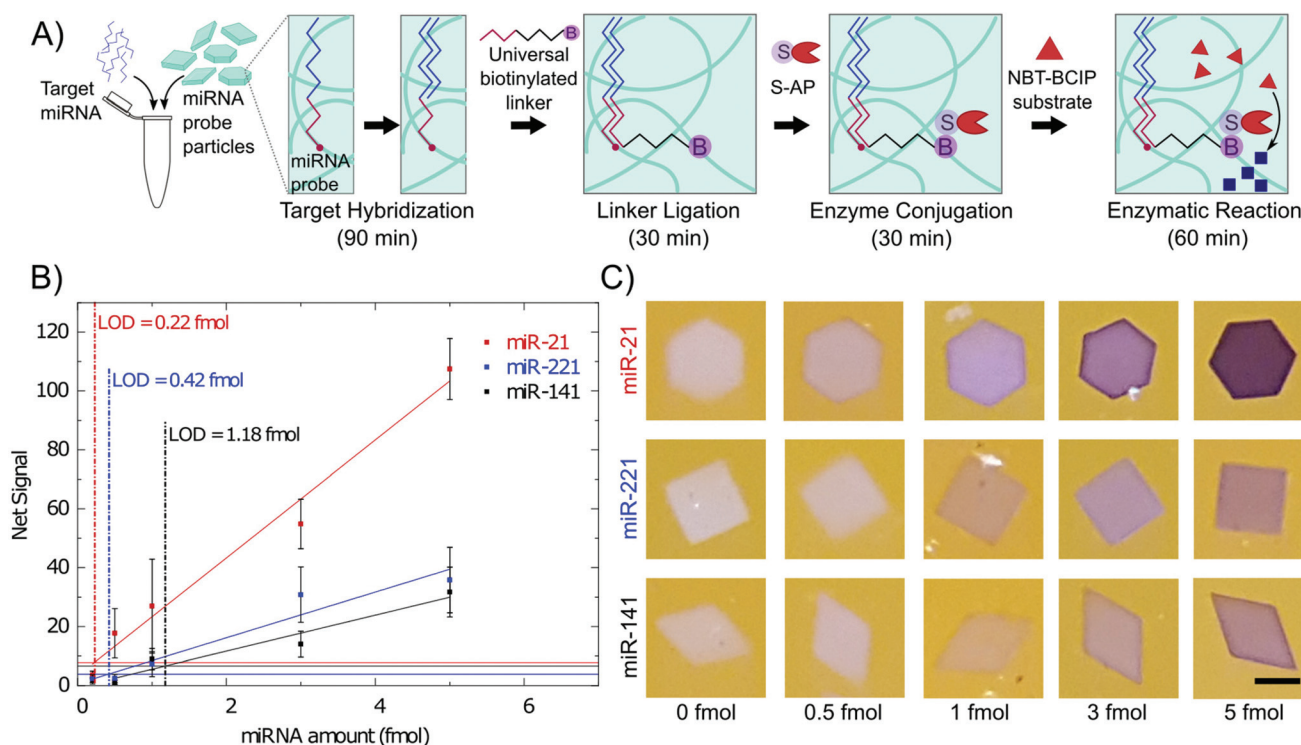 A)
Target
miRNA
miRNA
probe
particles
miRNA
probe
Target Hybridization
(90 min)
B
Universal
biotinylated
linker
B
Linker Ligation
(30 min)
S
S-AP
S
B
Enzyme Conjugation
(30 min)
NBT-BCIP
substrate
S
B
Enzymatic Reaction
(60 min)
B)
Net Signal
120
100
80
60
40
20
0
LOD = 0.22 fmol
LOD = 0.42 fmol
LOD = 1.18 fmol
miR-21
miR-221
miR-141
0
2
4
6
miRNA amount (fmol)
C)
miR-21
miR-221
miR-141
0 fmol
0.5 fmol
1 fmol
3 fmol
5 fmol